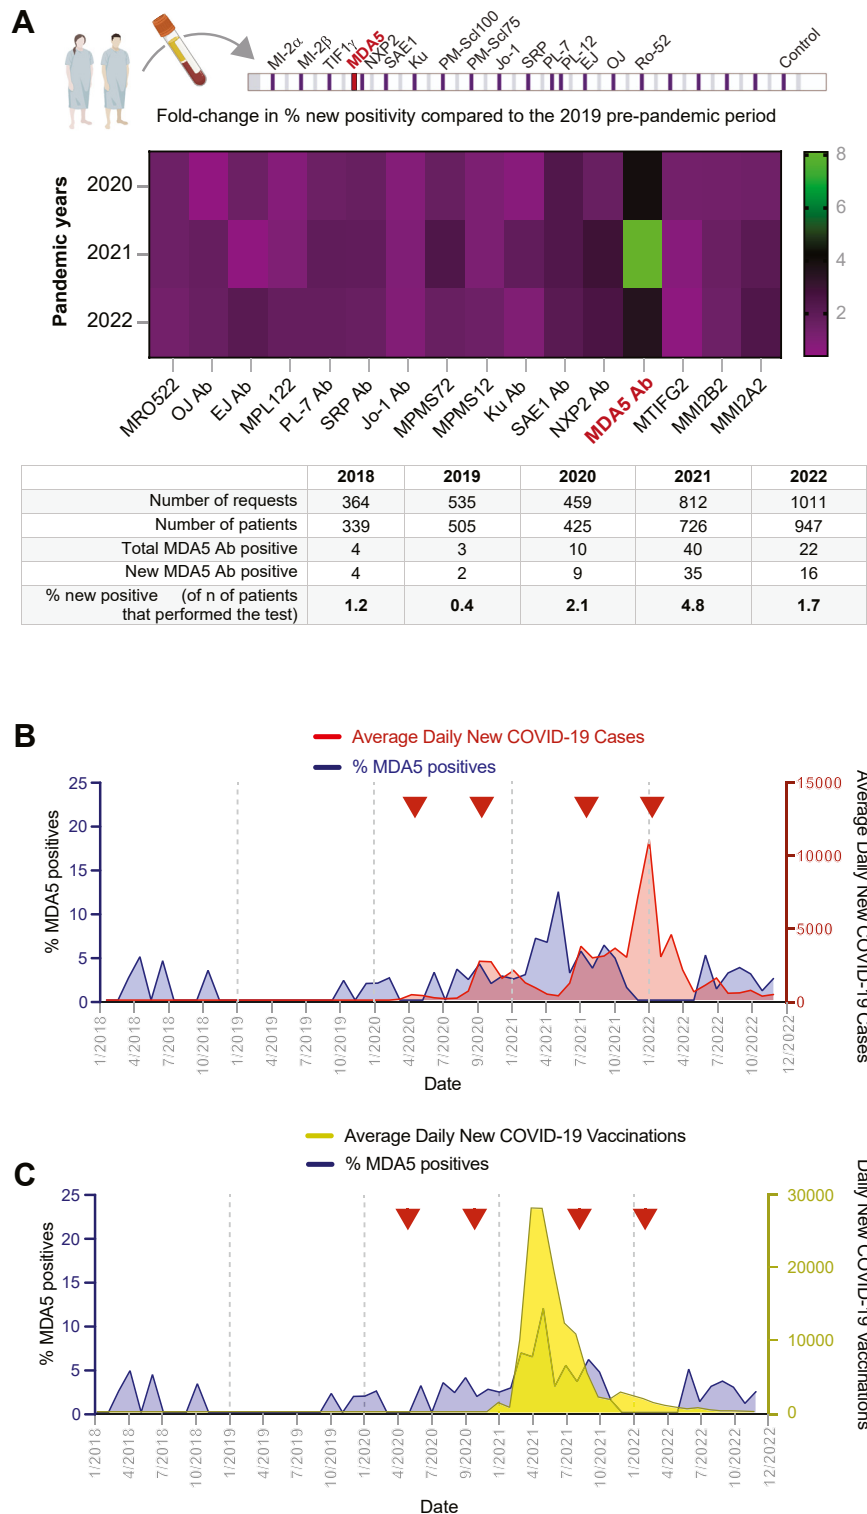 A
MI-2α
MI-2β
TIF1γ
MDA5
NXP2
SAE1
Ku
PM-Scl100
PM-Scl75
Jo-1
SRP
PL-7
PL-12
EJ
OJ
Ro-52
Control
Fold-change in % new positivity compared to the 2019 pre-pandemic period
Pandemic years
2020
2021
2022
8
6
4
2
MRO522
OJ Ab
EJ Ab
MPL122
PL-7 Ab
SRP Ab
Jo-1 Ab
MPMS72
MPMS12
Ku Ab
SAE1 Ab
NXP2 Ab
MDA5 Ab
MTIFG2
MMI2B2
MMI2A2
2018 2019 2020 2021 2022
Number of requests 364 535 459 812 1011
Number of patients 339 505 425 726 947
Total MDA5 Ab positive 4 3 10 40 22
New MDA5 Ab positive 4 2 9 35 16
% new positive (of n of patients
that performed the test) 1.2 0.4 2.1 4.8 1.7
B
Average Daily New COVID-19 Cases
% MDA5 positives
% MDA5 positives
25
20
15
10
5
0
15000
10000
5000
0
Average Daily New COVID-19 Cases
1/2018
4/2018
7/2018
10/2018
1/2019
4/2019
7/2019
10/2019
1/2020
4/2020
6/2020
9/2020
1/2021
4/2021
7/2021
10/2021
1/2022
4/2022
7/2022
10/2022
12/2022
Date
C
Average Daily New COVID-19 Vaccinations
% MDA5 positives
% MDA5 positives
25
20
15
10
5
0
30000
20000
10000
0
Daily New COVID-19 Vaccinations
1/2018
4/2018
7/2018
10/2018
1/2019
4/2019
7/2019
10/2019
1/2020
4/2020
7/2020
9/2020
1/2021
4/2021
7/2021
10/2021
1/2022
4/2022
7/2022
10/2022
12/2022
Date